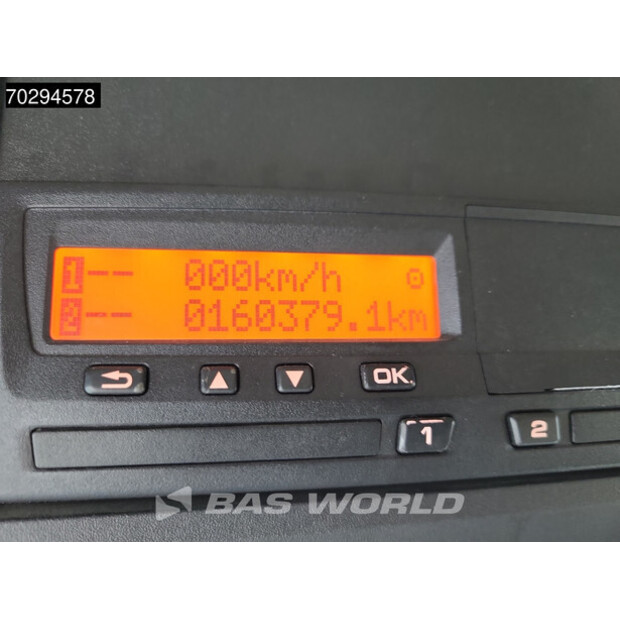 70294578
1 -- 000km/h
2 -- 0160379.1km
OK
1
2
BAS WORLD